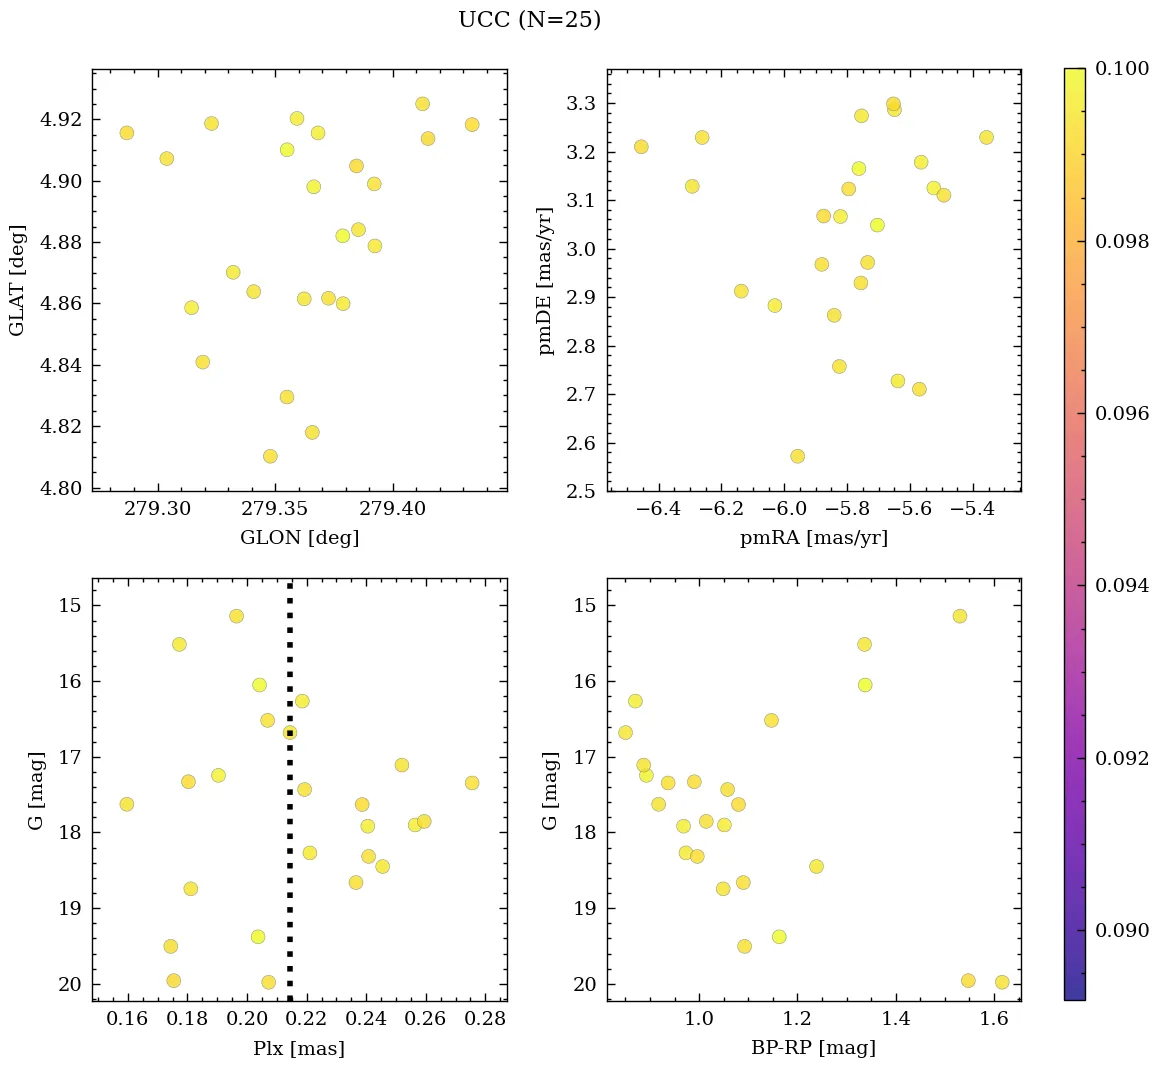 UCC (N=25)
4.92
4.90
4.88
4.86
4.84
4.82
4.80
GLAT [deg]
279.30 279.35 279.40
GLON [deg]
3.3
3.2
3.1
3.0
2.9
2.8
2.7
2.6
2.5
pmDE [mas/yr]
−6.4 −6.2 −6.0 −5.8 −5.6 −5.4
pmRA [mas/yr]
15
16
17
18
19
20
G [mag]
0.16 0.18 0.20 0.22 0.24 0.26 0.28
Plx [mas]
15
16
17
18
19
20
G [mag]
1.0 1.2 1.4 1.6
BP-RP [mag]
0.100
0.098
0.096
0.094
0.092
0.090